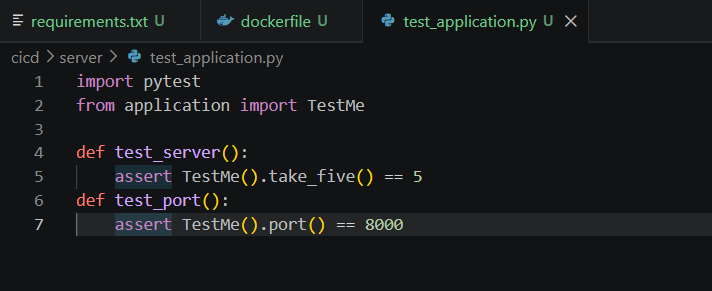 requirements.txt U dockerfile U test_application.py U
cicd > server > test_application.py
1 import pytest
2 from application import TestMe
3
4 def test_server():
5     assert TestMe().take_five() == 5
6 def test_port():
7     assert TestMe().port() == 8000